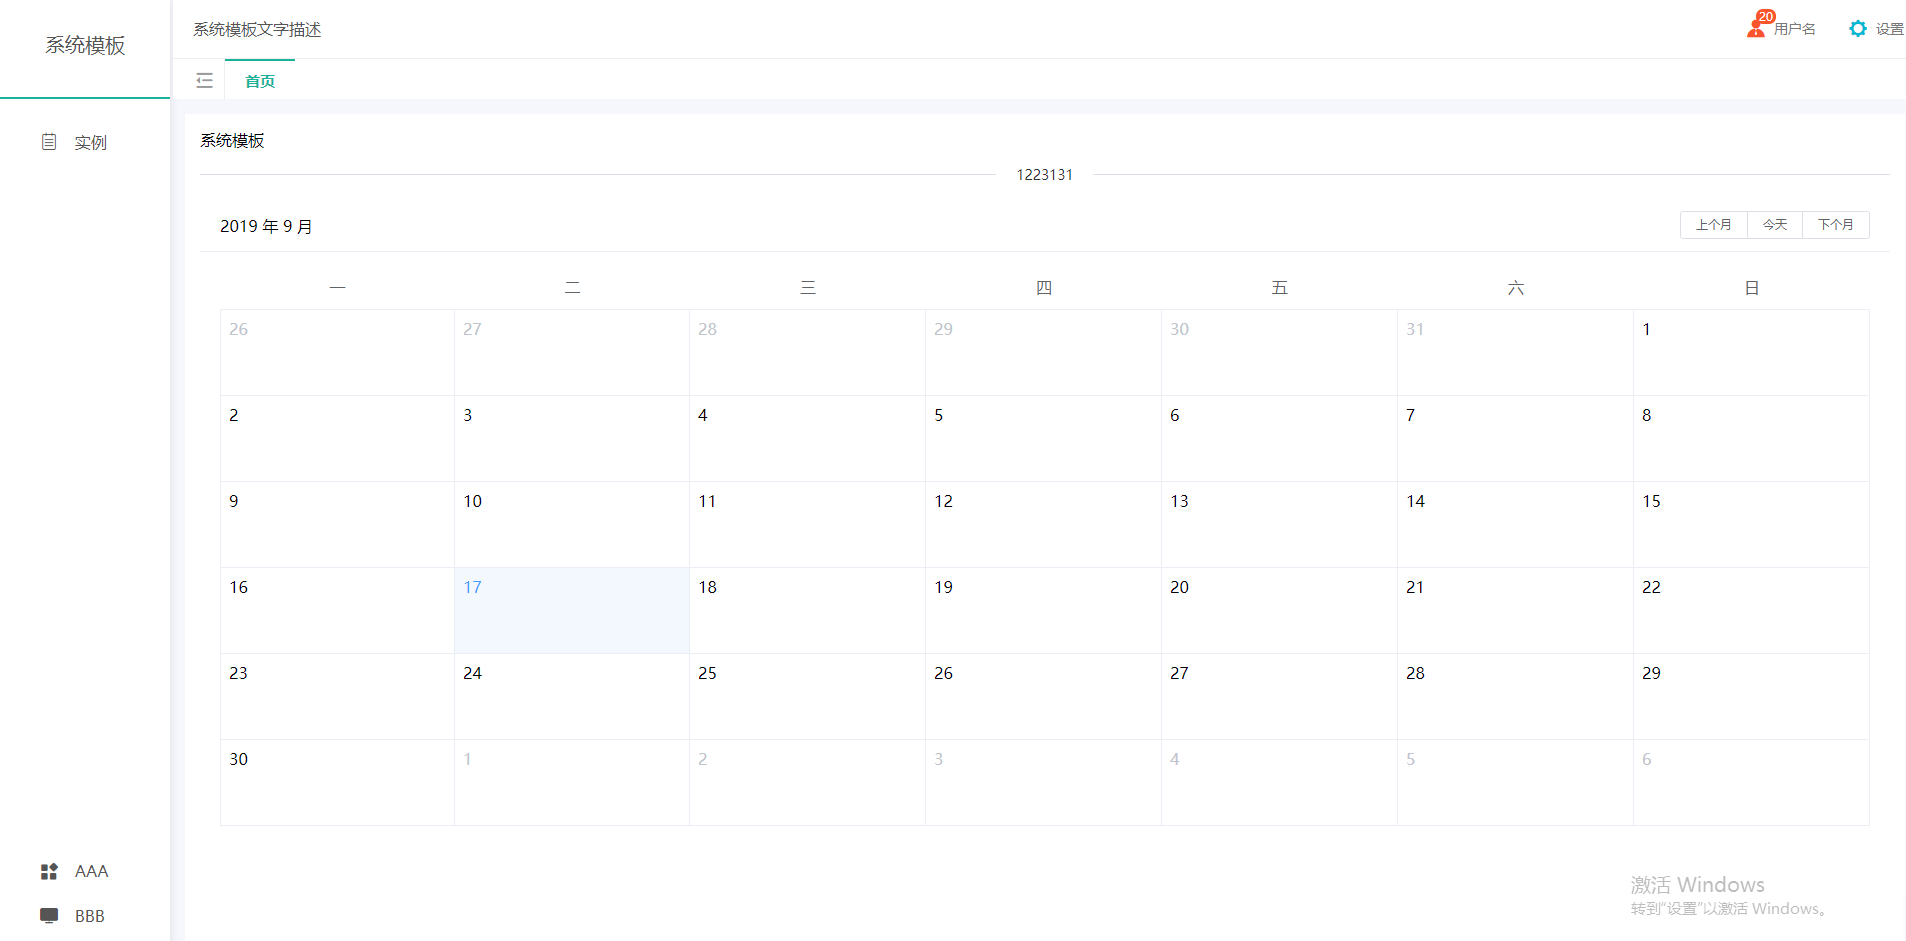 系统模板
系统模板文字描述
20
用户名
设置
首页
实例
系统模板
1223131
2019 年 9 月
上个月 今天 下个月
一 二 三 四 五 六 日
26 27 28 29 30 31 1
2 3 4 5 6 7 8
9 10 11 12 13 14 15
16 17 18 19 20 21 22
23 24 25 26 27 28 29
30 1 2 3 4 5 6
AAA
BBB
激活 Windows
转到"设置"以激活 Windows。